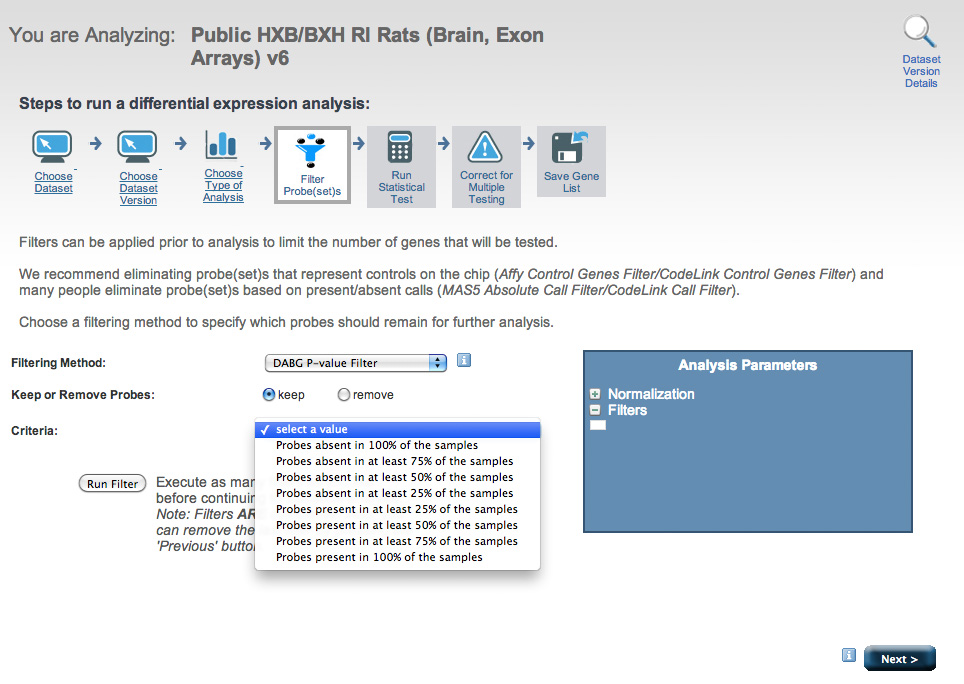 You are Analyzing: Public HXB/BXH RI Rats (Brain, Exon
Arrays) v6
Dataset
Version
Details
Steps to run a differential expression analysis:
Choose
Dataset
Choose
Dataset
Version
Choose
Type of
Analysis
Filter
Probe(set)s
Run
Statistical
Test
Correct for
Multiple
Testing
Save Gene
List
Filters can be applied prior to analysis to limit the number of genes that will be tested.
We recommend eliminating probe(set)s that represent controls on the chip (Affy Control Genes Filter/CodeLink Control Genes Filter) and
many people eliminate probe(set)s based on present/absent calls (MAS5 Absolute Call Filter/CodeLink Call Filter).
Choose a filtering method to specify which probes should remain for further analysis.
Filtering Method: DABG P-value Filter
Keep or Remove Probes: keep remove
Criteria:
select a value
Probes absent in 100% of the samples
Probes absent in at least 75% of the samples
Probes absent in at least 50% of the samples
Probes absent in at least 25% of the samples
Probes present in at least 25% of the samples
Probes present in at least 50% of the samples
Probes present in at least 75% of the samples
Probes present in 100% of the samples
Run Filter
Execute as
before
Note: Filters
can remove
'Previous'
Analysis Parameters
Normalization
Filters
Next >